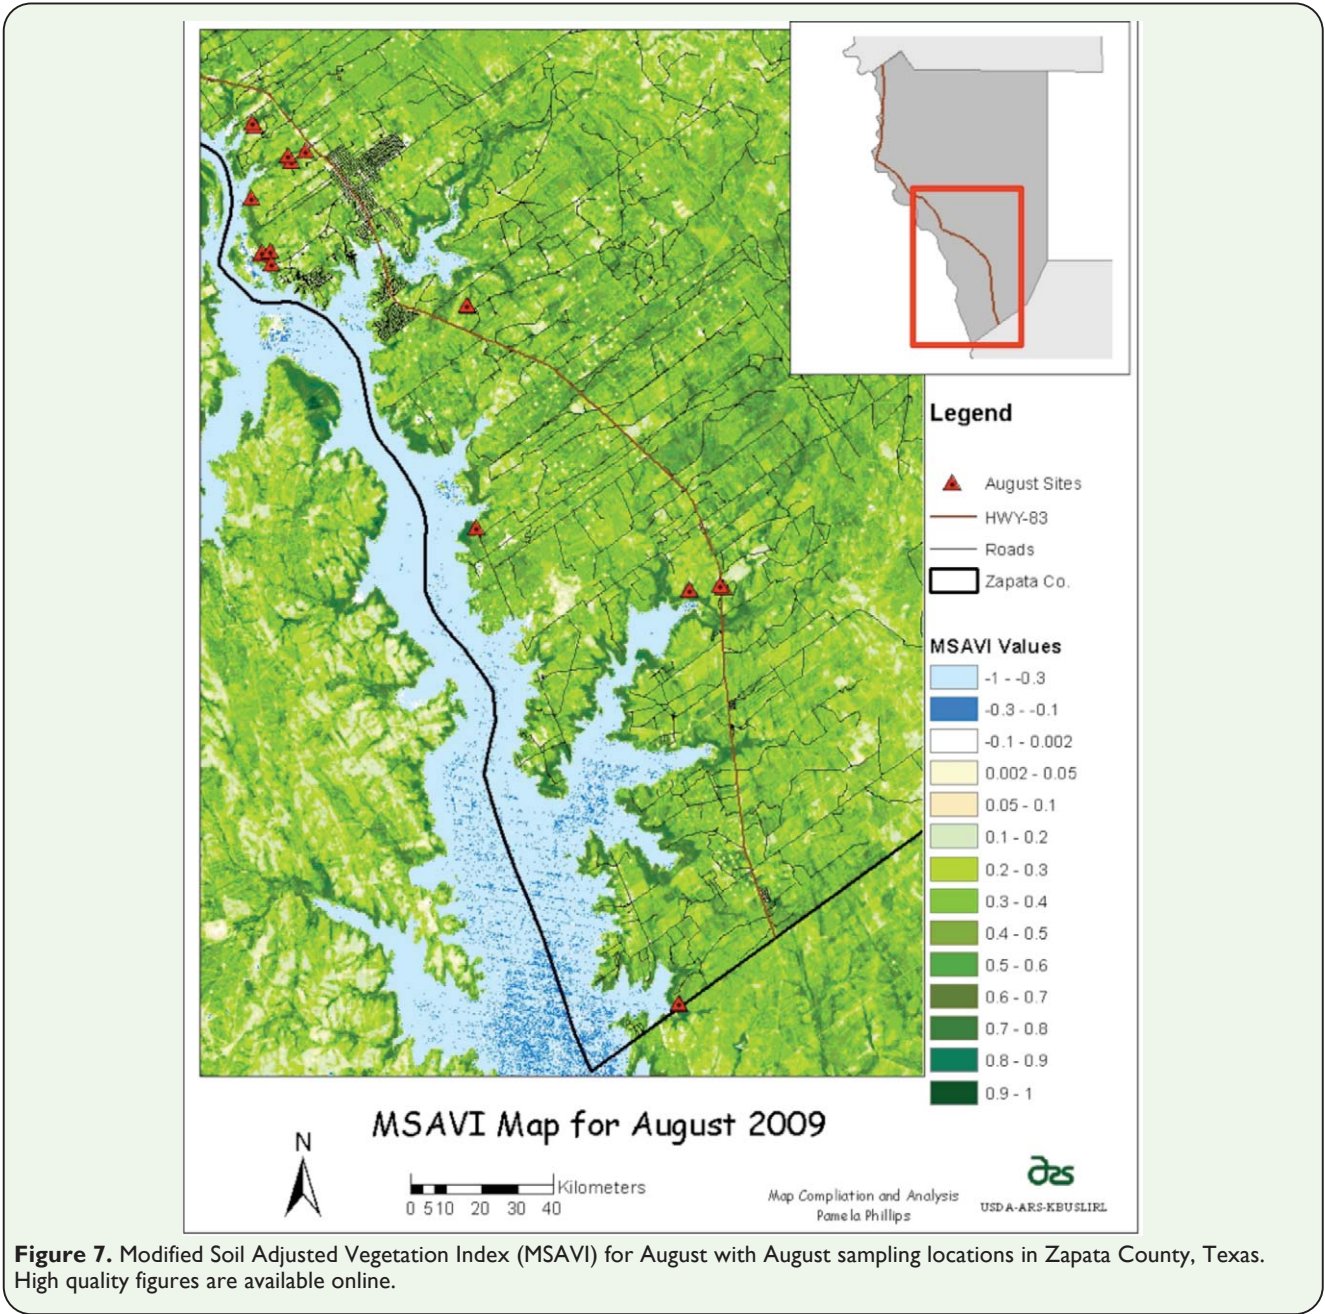 Legend
August Sites
HWY-83
Roads
Zapata Co.
MSAVI Values
-1 - -0.3
-0.3 - -0.1
-0.1 - 0.002
0.002 - 0.05
0.05 - 0.1
0.1 - 0.2
0.2 - 0.3
0.3 - 0.4
0.4 - 0.5
0.5 - 0.6
0.6 - 0.7
0.7 - 0.8
0.8 - 0.9
0.9 - 1
MSAVI Map for August 2009
N
Kilometers
0 5 10 20 30 40
Map Compliation and Analysis
Pamela Phillips
ars
USDA-ARS-KBUSLIRL
Figure 7. Modified Soil Adjusted Vegetation Index (MSAVI) for August with August sampling locations in Zapata County, Texas.
High quality figures are available online.